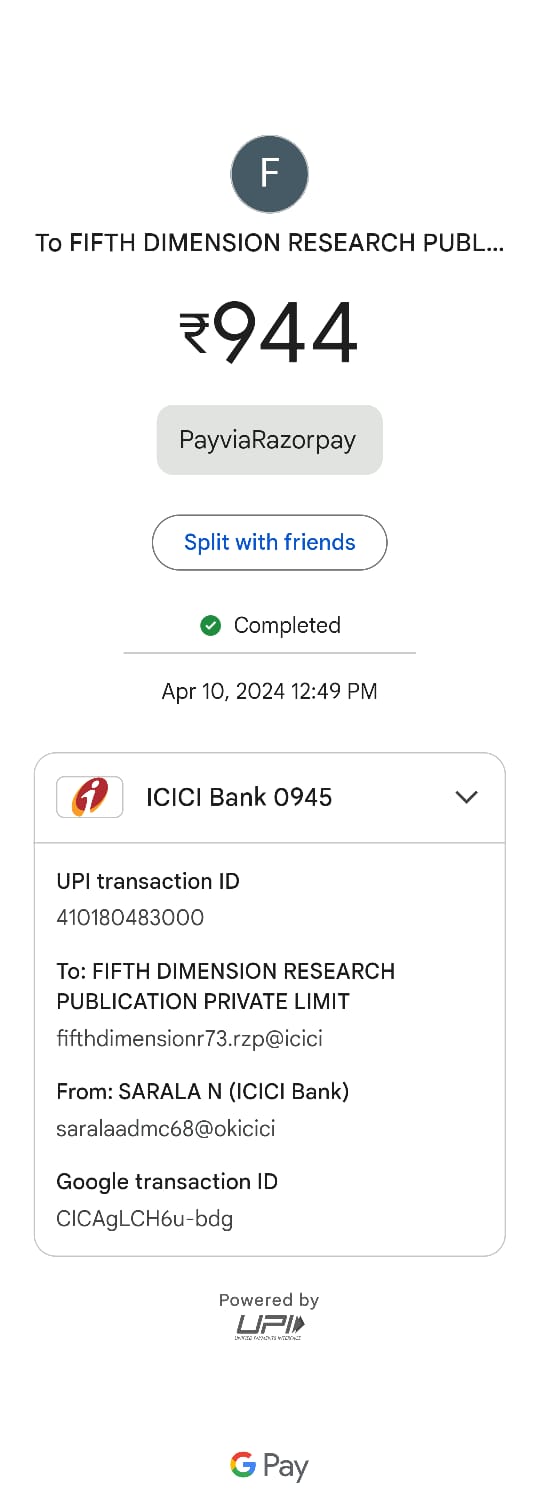 F
To FIFTH DIMENSION RESEARCH PUBL...
₹944
PayviaRazorpay
Split with friends
Completed
Apr 10, 2024 12:49 PM
ICICI Bank 0945
UPI transaction ID
410180483000
To: FIFTH DIMENSION RESEARCH
PUBLICATION PRIVATE LIMIT
fifthdimensionr73.rzp@icici
From: SARALA N (ICICI Bank)
saralaadmc68@okicici
Google transaction ID
CICAgLCH6u-bdg
Powered by
UPI
UNIFIED PAYMENTS INTERFACE
G Pay